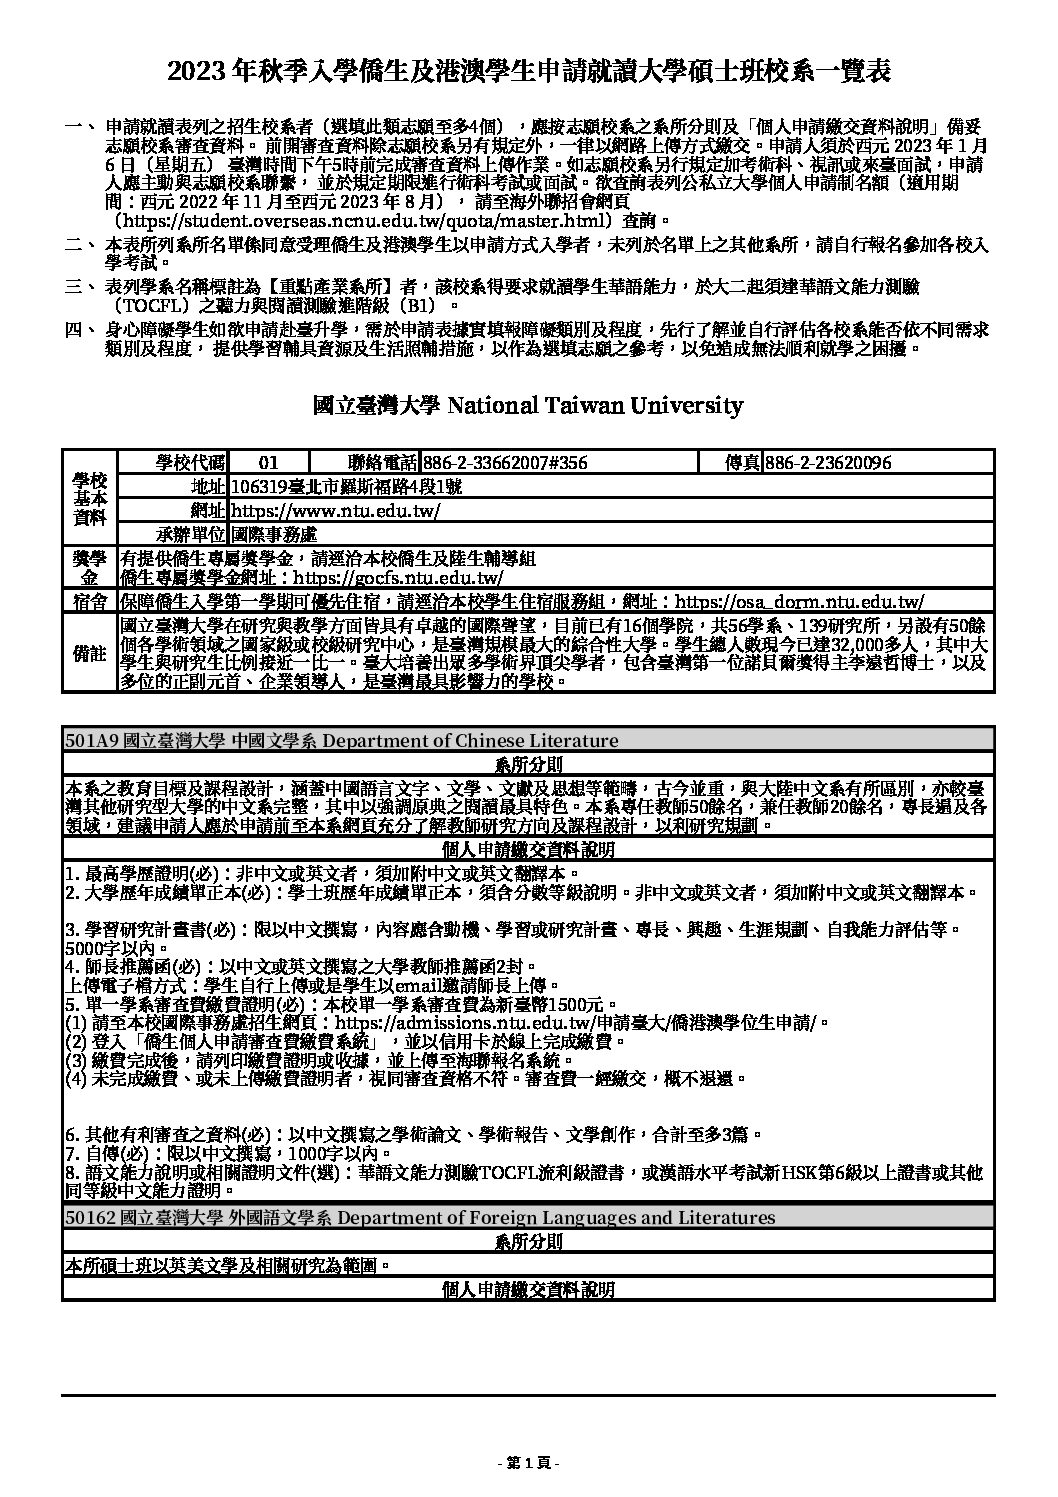 2023 年秋季入學僑生及港澳學生申請就讀大學碩士班校系一覽表
一、 申請就讀表列之招生校系者（選填此類志願至多4個），應按志願校系之系所分則及「個人申請繳交資料說明」備妥
志願校系審查資料。 前開審查資料除志願校系另有規定外，一律以網路上傳方式繳交。申請人須於西元 2023 年 1 月
6 日（星期五） 臺灣時間下午5時前完成審查資料上傳作業。如志願校系另行規定加考術科、視訊或來臺面試，申請
人應主動與志願校系聯繫， 並於規定期限進行術科考試或面試。欲查詢表列公私立大學個人申請制名額（適用期
間：西元 2022 年 11 月至西元 2023 年 8 月）， 請至海外聯招會網頁
（https://student.overseas.ncnu.edu.tw/quota/master.html）查詢。
二、 本表所列系所名單係同意受理僑生及港澳學生以申請方式入學者，未列於名單上之其他系所，請自行報名參加各校入
學考試。
三、 表列學系名稱標註為【重點產業系所】者，該校系得要求就讀學生華語能力，於大二起須達華語文能力測驗
（TOCFL）之聽力與閱讀測驗進階級（B1）。
四、 身心障礙學生如欲申請赴臺升學，需於申請表據實填報障礙類別及程度，先行了解並自行評估各校系能否依不同需求
類別及程度， 提供學習輔具資源及生活照輔措施，以作為選填志願之參考，以免造成無法順利就學之困擾。
國立臺灣大學 National Taiwan University
學校基本資料
學校代碼 01 聯絡電話 886-2-33662007#356 傳真 886-2-23620096
地址 106319臺北市羅斯福路4段1號
網址 https://www.ntu.edu.tw/
承辦單位 國際事務處
獎學金
有提供僑生專屬獎學金，請逕洽本校僑生及陸生輔導組
僑生專屬獎學金網址：https://gocfs.ntu.edu.tw/
宿舍 保障僑生入學第一學期可優先住宿，請逕洽本校學生住宿服務組，網址：https://osa_dorm.ntu.edu.tw/
備註
國立臺灣大學在研究與教學方面皆具有卓越的國際聲望，目前已有16個學院，共56學系、139研究所，另設有50餘
個各學術領域之國家級或校級研究中心，是臺灣規模最大的綜合性大學。學生總人數現今已達32,000多人，其中大
學生與研究生比例接近一比一。臺大培養出眾多學術界頂尖學者，包含臺灣第一位諾貝爾獎得主李遠哲博士，以及
多位的正副元首、企業領導人，是臺灣最具影響力的學校。
501A9 國立臺灣大學 中國文學系 Department of Chinese Literature
系所分則
本系之教育目標及課程設計，涵蓋中國語言文字、文學、文獻及思想等範疇，古今並重，與大陸中文系有所區別，亦較臺
灣其他研究型大學的中文系完整，其中以強調原典之閱讀最具特色。本系專任教師50餘名，兼任教師20餘名，專長遍及各
領域，建議申請人應於申請前至本系網頁充分了解教師研究方向及課程設計，以利研究規劃。
個人申請繳交資料說明
1. 最高學歷證明(必)：非中文或英文者，須加附中文或英文翻譯本。
2. 大學歷年成績單正本(必)：學士班歷年成績單正本，須含分數等級說明。非中文或英文者，須加附中文或英文翻譯本。
3. 學習研究計畫書(必)：限以中文撰寫，內容應含動機、學習或研究計畫、專長、興趣、生涯規劃、自我能力評估等。
5000字以內。
4. 師長推薦函(必)：以中文或英文撰寫之大學教師推薦函2封。
上傳電子檔方式：學生自行上傳或是學生以email邀請師長上傳。
5. 單一學系審查費繳費證明(必)：本校單一學系審查費為新臺幣1500元。
(1) 請至本校國際事務處招生網頁：https://admissions.ntu.edu.tw/申請臺大/僑港澳學位生申請/。
(2) 登入「僑生個人申請審查費繳費系統」，並以信用卡於線上完成繳費。
(3) 繳費完成後，請列印繳費證明或收據，並上傳至海聯報名系統。
(4) 未完成繳費、或未上傳繳費證明者，視同審查資格不符。審查費一經繳交，概不退還。
6. 其他有利審查之資料(必)：以中文撰寫之學術論文、學術報告、文學創作，合計至多3篇。
7. 自傳(必)：限以中文撰寫，1000字以內。
8. 語文能力說明或相關證明文件(選)：華語文能力測驗TOCFL流利級證書，或漢語水平考試新HSK第6級以上證書或其他
同等級中文能力證明。
50162 國立臺灣大學 外國語文學系 Department of Foreign Languages and Literatures
系所分則
本所碩士班以英美文學及相關研究為範圍。
個人申請繳交資料說明
- 第 1 頁 -